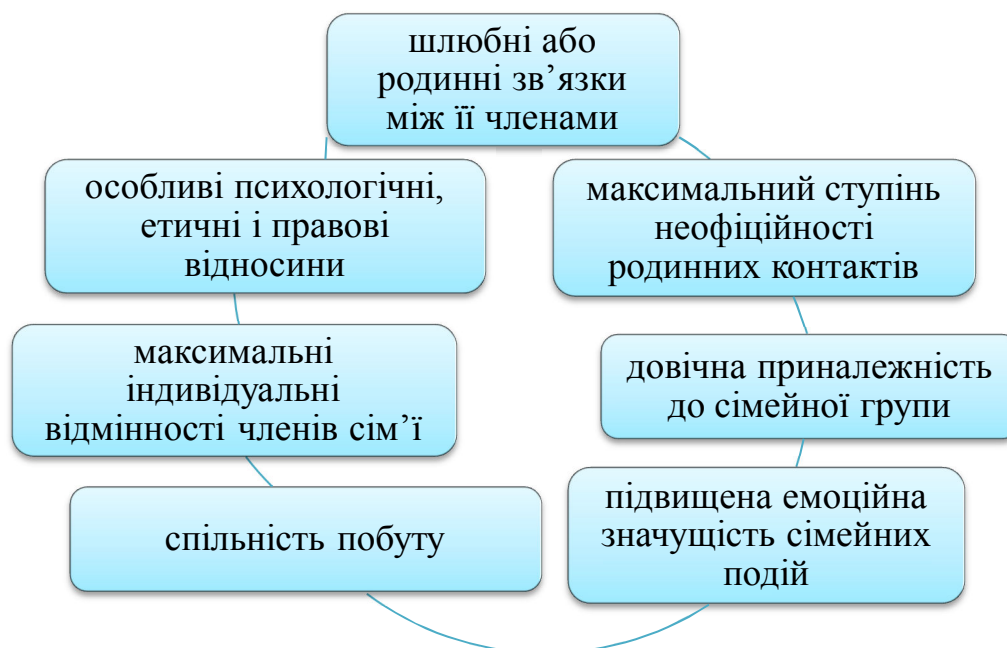 шлюбні або
родинні зв’язки
між її членами
особливі психологічні,
етичні і правові
відносини
максимальний ступінь
неофіційності
родинних контактів
максимальні
індивідуальні
відмінності членів сім’ї
довічна приналежність
до сімейної групи
спільність побуту
підвищена емоційна
значущість сімейних
подій